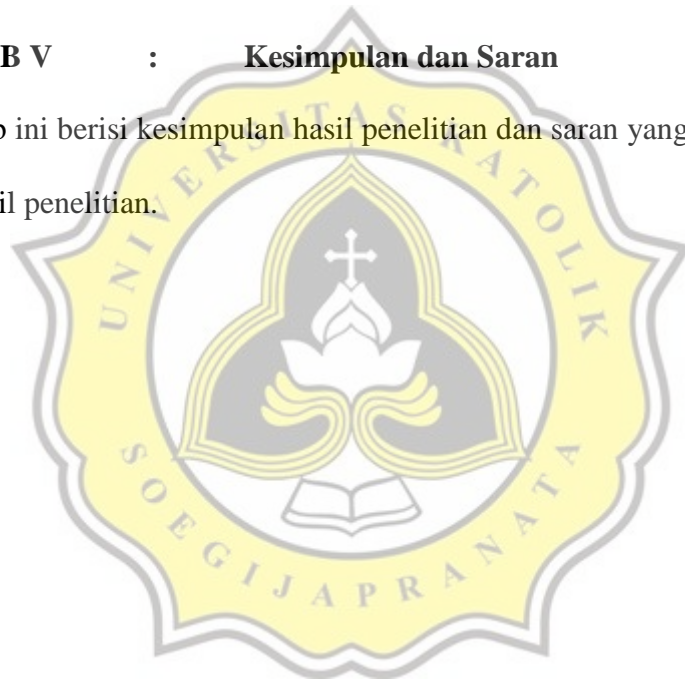 B V : Kesimpulan dan Saran
ini berisi kesimpulan hasil penelitian dan saran yang
il penelitian.
UNIVERSITAS KATOLIK
SOEGIJAPRANATA